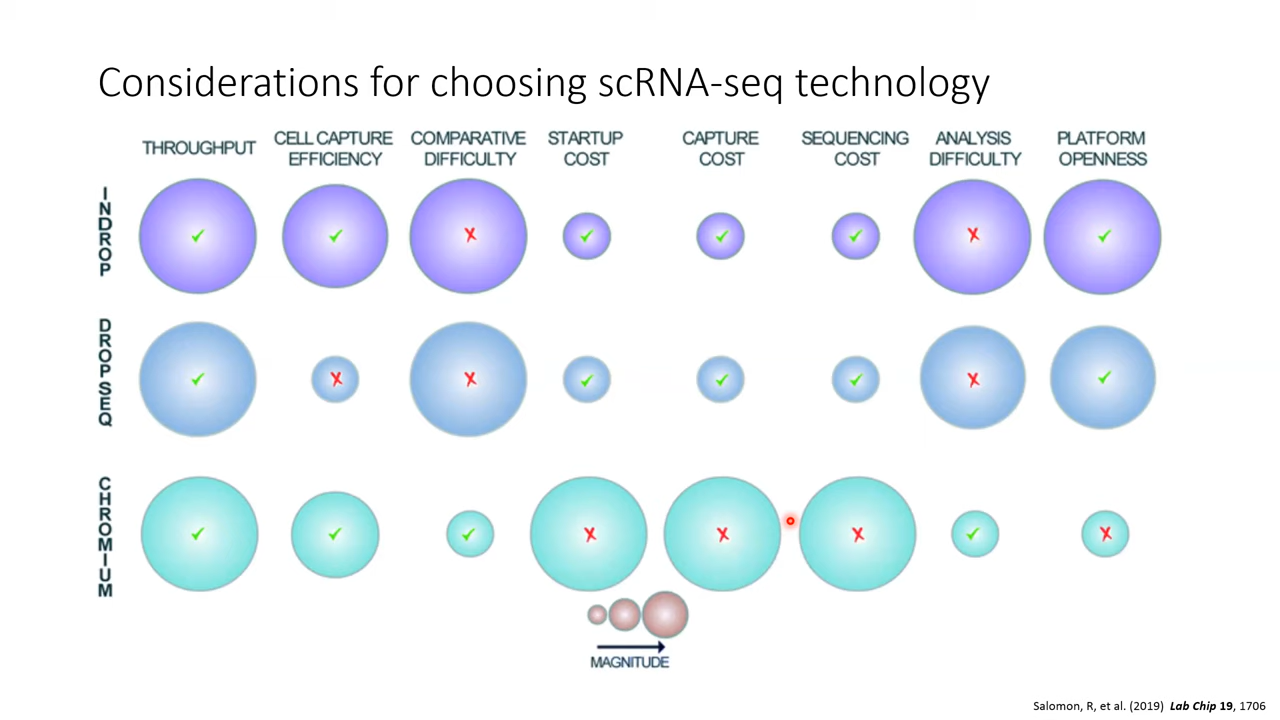 Considerations for choosing scRNA-seq technology
THROUGHPUT
CELL CAPTURE
EFFICIENCY
COMPARATIVE
DIFFICULTY
STARTUP
COST
CAPTURE
COST
SEQUENCING
COST
ANALYSIS
DIFFICULTY
PLATFORM
OPENNESS
INDROP
DROPSEQ
CHROMIUM
MAGNITUDE
Salomon, R, et al. (2019) Lab Chip 19, 1706